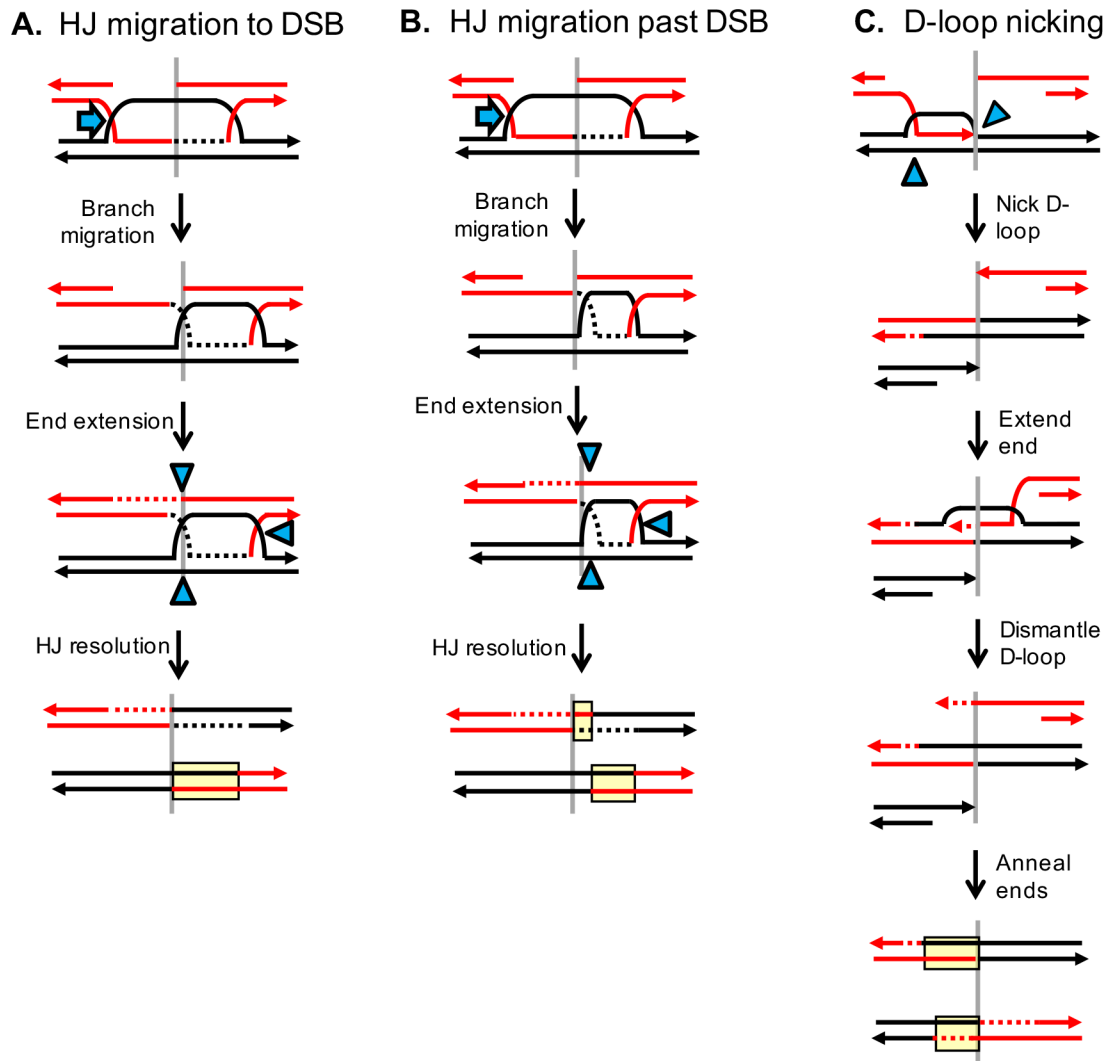 A. HJ migration to DSB
Branch
migration
End extension
HJ resolution
B. HJ migration past DSB
Branch
migration
End extension
HJ resolution
C. D-loop nicking
Nick D-
loop
Extend
end
Dismantle
D-loop
Anneal
ends